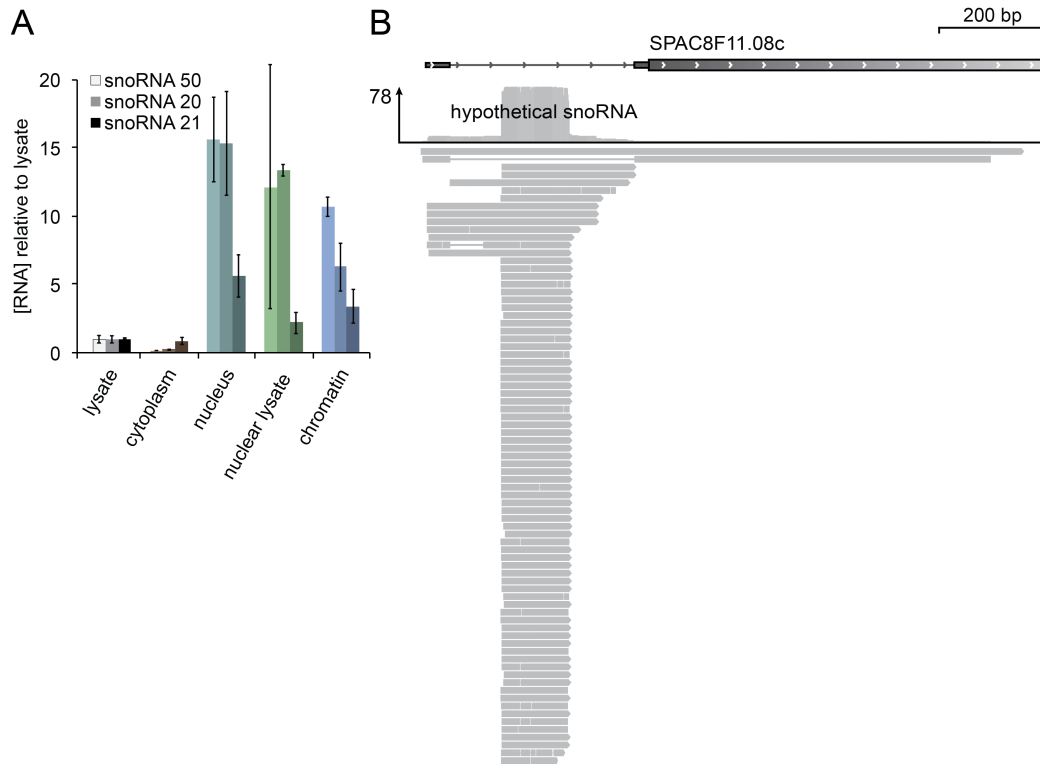 A
B
200 bp
SPAC8F11.08c
78
hypothetical snoRNA
[RNA] relative to lysate
20
15
10
5
0
snoRNA 50
snoRNA 20
snoRNA 21
lysate
cytoplasm
nucleus
nuclear lysate
chromatin